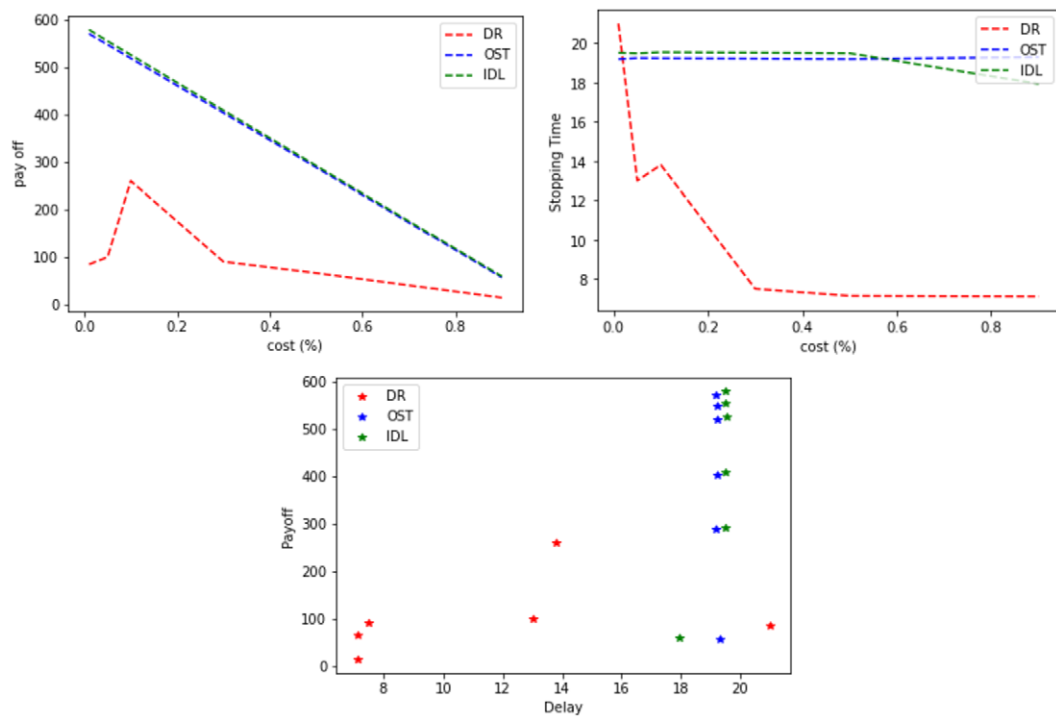 600
500
400
300
200
100
0
pay off
DR
OST
IDL
0.0 0.2 0.4 0.6 0.8
cost (%)
20
18
16
14
12
10
8
Stopping Time
DR
OST
IDL
0.0 0.2 0.4 0.6 0.8
cost (%)
600
500
400
300
200
100
0
Payoff
DR
OST
IDL
8 10 12 14 16 18 20
Delay